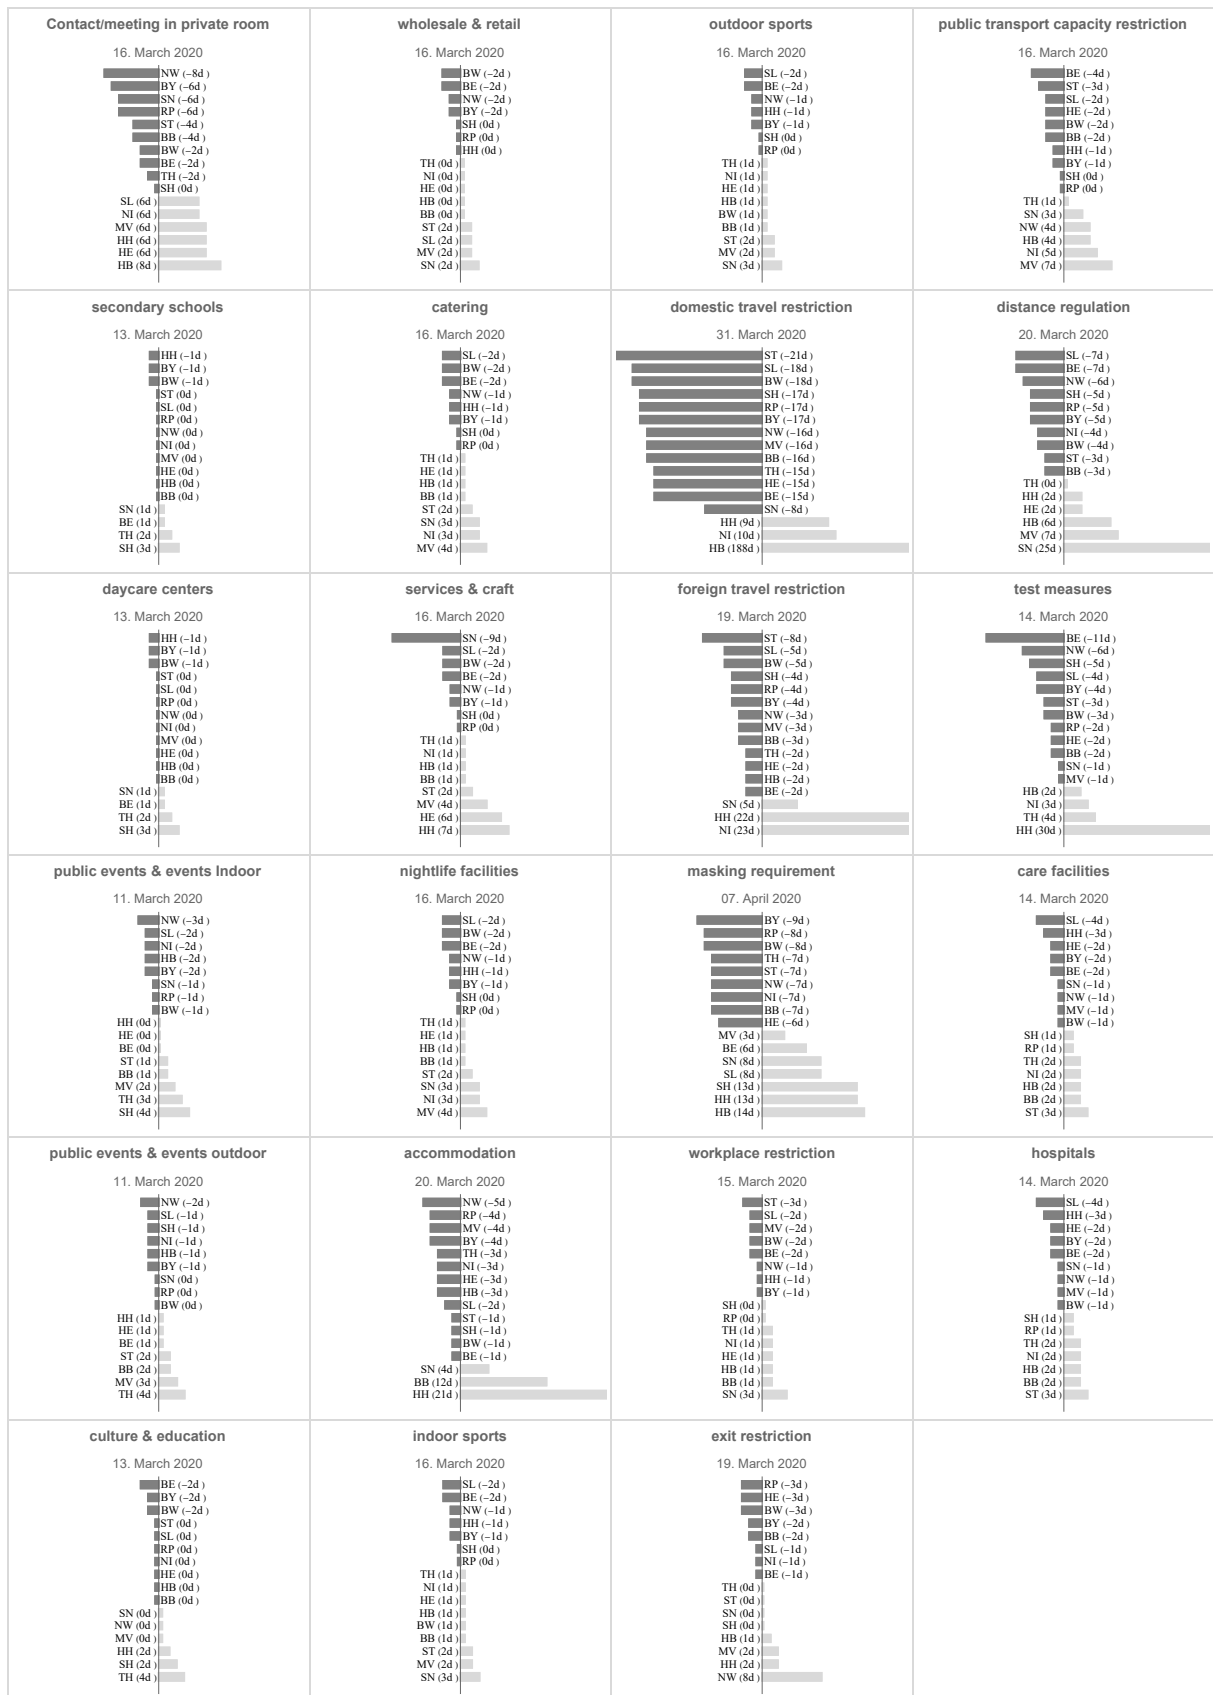 Contact/meeting in private room
16. March 2020
NW (−8d )
BY (−6d )
SN (−6d )
RP (−6d )
ST (−4d )
BB (−4d )
BW (−2d )
BE (−2d )
TH (−2d )
SH (0d )
SL (6d )
NI (6d )
MV (6d )
HH (6d )
HE (6d )
HB (8d )
wholesale & retail
16. March 2020
BW (−2d )
BE (−2d )
NW (−2d )
BY (−2d )
SH (0d )
RP (0d )
HH (0d )
TH (0d )
NI (0d )
HE (0d )
HB (0d )
BB (0d )
ST (2d )
SL (2d )
MV (2d )
SN (2d )
outdoor sports
16. March 2020
SL (−2d )
BE (−2d )
NW (−1d )
HH (−1d )
BY (−1d )
SH (0d )
RP (0d )
TH (1d )
NI (1d )
HE (1d )
HB (1d )
BW (1d )
BB (1d )
ST (2d )
MV (2d )
SN (3d )
public transport capacity restriction
16. March 2020
BE (−4d )
ST (−3d )
SL (−2d )
HE (−2d )
BW (−2d )
BB (−2d )
HH (−1d )
BY (−1d )
SH (0d )
RP (0d )
TH (1d )
SN (3d )
NW (4d )
HB (4d )
NI (5d )
MV (7d )
secondary schools
13. March 2020
HH (−1d )
BY (−1d )
BW (−1d )
ST (0d )
SL (0d )
RP (0d )
NW (0d )
NI (0d )
MV (0d )
HE (0d )
HB (0d )
BB (0d )
SN (1d )
BE (1d )
TH (2d )
SH (3d )
catering
16. March 2020
SL (−2d )
BW (−2d )
BE (−2d )
NW (−1d )
HH (−1d )
BY (−1d )
SH (0d )
RP (0d )
TH (1d )
HE (1d )
HB (1d )
BB (1d )
ST (2d )
SN (3d )
NI (3d )
MV (4d )
domestic travel restriction
31. March 2020
ST (−21d )
SL (−18d )
BW (−18d )
SH (−17d )
RP (−17d )
BY (−17d )
NW (−16d )
MV (−16d )
BB (−16d )
TH (−15d )
HE (−15d )
BE (−15d )
SN (−8d )
HH (9d )
NI (10d )
HB (188d )
distance regulation
20. March 2020
SL (−7d )
BE (−7d )
NW (−6d )
SH (−5d )
RP (−5d )
BY (−5d )
NI (−4d )
BW (−4d )
ST (−3d )
BB (−3d )
TH (0d )
HH (2d )
HE (2d )
HB (6d )
MV (7d )
SN (25d )
daycare centers
13. March 2020
HH (−1d )
BY (−1d )
BW (−1d )
ST (0d )
SL (0d )
RP (0d )
NW (0d )
NI (0d )
MV (0d )
HE (0d )
HB (0d )
BB (0d )
SN (1d )
BE (1d )
TH (2d )
SH (3d )
services & craft
16. March 2020
SN (−9d )
SL (−2d )
BW (−2d )
BE (−2d )
NW (−1d )
BY (−1d )
SH (0d )
RP (0d )
TH (1d )
NI (1d )
HB (1d )
BB (1d )
ST (2d )
MV (4d )
HE (6d )
HH (7d )
foreign travel restriction
19. March 2020
ST (−8d )
SL (−5d )
BW (−5d )
SH (−4d )
RP (−4d )
BY (−4d )
NW (−3d )
MV (−3d )
BB (−3d )
TH (−2d )
HE (−2d )
HB (−2d )
BE (−2d )
SN (5d )
HH (22d )
NI (23d )
test measures
14. March 2020
BE (−11d )
NW (−6d )
SH (−5d )
SL (−4d )
BY (−4d )
ST (−3d )
BW (−3d )
RP (−2d )
HE (−2d )
BB (−2d )
SN (−1d )
MV (−1d )
HB (2d )
NI (3d )
TH (4d )
HH (30d )
public events & events Indoor
11. March 2020
NW (−3d )
SL (−2d )
NI (−2d )
HB (−2d )
BY (−2d )
SN (−1d )
RP (−1d )
BW (−1d )
HH (0d )
HE (0d )
BE (0d )
ST (1d )
BB (1d )
MV (2d )
TH (3d )
SH (4d )
nightlife facilities
16. March 2020
SL (−2d )
BW (−2d )
BE (−2d )
NW (−1d )
HH (−1d )
BY (−1d )
SH (0d )
RP (0d )
TH (1d )
HE (1d )
HB (1d )
BB (1d )
ST (2d )
SN (3d )
NI (3d )
MV (4d )
masking requirement
07. April 2020
BY (−9d )
RP (−8d )
BW (−8d )
TH (−7d )
ST (−7d )
NW (−7d )
NI (−7d )
BB (−7d )
HE (−6d )
MV (3d )
BE (6d )
SN (8d )
SL (8d )
SH (13d )
HH (13d )
HB (14d )
care facilities
14. March 2020
SL (−4d )
HH (−3d )
HE (−2d )
BY (−2d )
BE (−2d )
SN (−1d )
NW (−1d )
MV (−1d )
BW (−1d )
SH (1d )
RP (1d )
TH (2d )
NI (2d )
HB (2d )
BB (2d )
ST (3d )
public events & events outdoor
11. March 2020
NW (−2d )
SL (−1d )
SH (−1d )
NI (−1d )
HB (−1d )
BY (−1d )
SN (0d )
RP (0d )
BW (0d )
HH (1d )
HE (1d )
BE (1d )
ST (2d )
BB (2d )
MV (3d )
TH (4d )
accommodation
20. March 2020
NW (−5d )
RP (−4d )
MV (−4d )
BY (−4d )
TH (−3d )
NI (−3d )
HE (−3d )
HB (−3d )
SL (−2d )
ST (−1d )
SH (−1d )
BW (−1d )
BE (−1d )
SN (4d )
BB (12d )
HH (21d )
workplace restriction
15. March 2020
ST (−3d )
SL (−2d )
MV (−2d )
BW (−2d )
BE (−2d )
NW (−1d )
HH (−1d )
BY (−1d )
SH (0d )
RP (0d )
TH (1d )
NI (1d )
HE (1d )
HB (1d )
BB (1d )
SN (3d )
hospitals
14. March 2020
SL (−4d )
HH (−3d )
HE (−2d )
BY (−2d )
BE (−2d )
SN (−1d )
NW (−1d )
MV (−1d )
BW (−1d )
SH (1d )
RP (1d )
TH (2d )
NI (2d )
HB (2d )
BB (2d )
ST (3d )
culture & education
13. March 2020
BE (−2d )
BY (−2d )
BW (−2d )
ST (0d )
SL (0d )
RP (0d )
NI (0d )
HE (0d )
HB (0d )
BB (0d )
SN (0d )
NW (0d )
MV (0d )
HH (2d )
SH (2d )
TH (4d )
indoor sports
16. March 2020
SL (−2d )
BE (−2d )
NW (−1d )
HH (−1d )
BY (−1d )
SH (0d )
RP (0d )
TH (1d )
NI (1d )
HE (1d )
HB (1d )
BW (1d )
BB (1d )
ST (2d )
MV (2d )
SN (3d )
exit restriction
19. March 2020
RP (−3d )
HE (−3d )
BW (−3d )
BY (−2d )
BB (−2d )
SL (−1d )
NI (−1d )
BE (−1d )
TH (0d )
ST (0d )
SN (0d )
SH (0d )
HB (1d )
MV (2d )
HH (2d )
NW (8d )